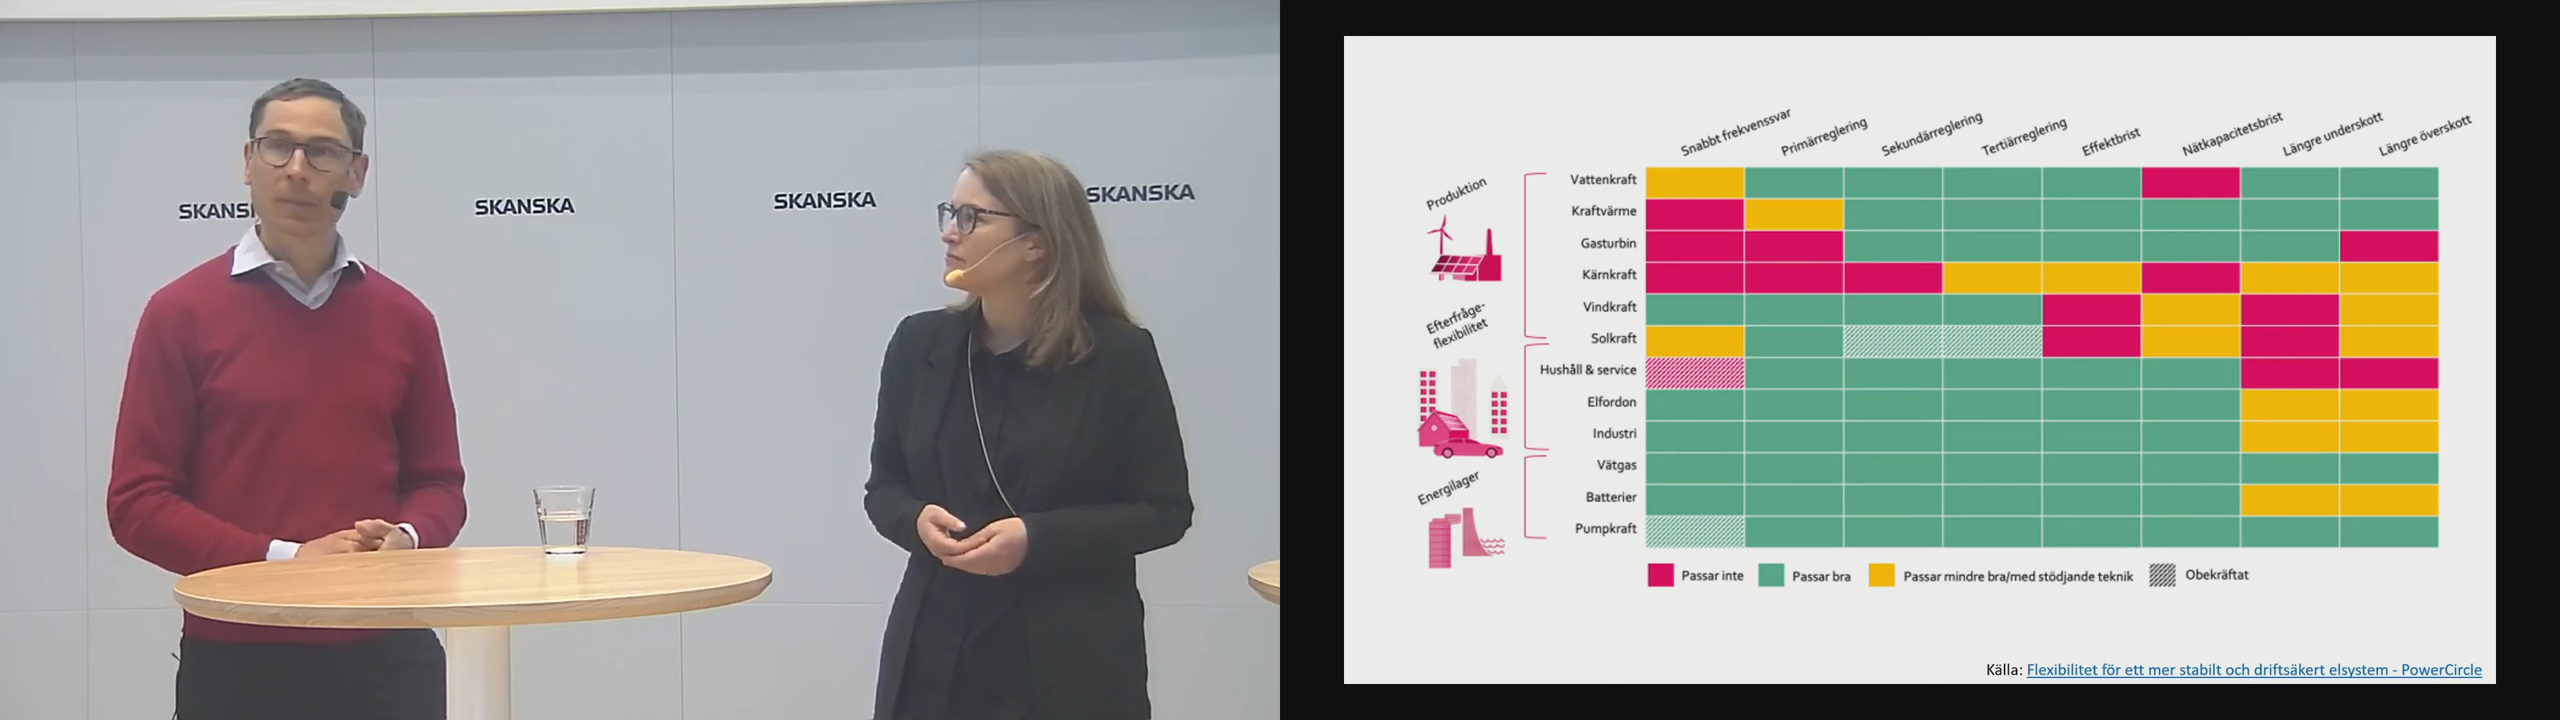 SKANSKA
SKANSKA
SKANSKA
Snabbt frekvenssvar
Primärreglering
Sekundärreglering
Tertiärreglering
Effektbrist
Nätkapacitetsbrist
Längre underskott
Längre överskott
Produktion
Efterfråge-
flexibilitet
Energilager
Vattenkraft
Kraftvärme
Gasturbin
Kärnkraft
Vindkraft
Solkraft
Hushåll & service
Elfordon
Industri
Vätgas
Batterier
Pumpkraft
Passar inte
Passar bra
Passar mindre bra/med stödjande teknik
Obekräftat
Källa: Flexibilitet för ett mer stabilt och driftsäkert elsystem - PowerCircle